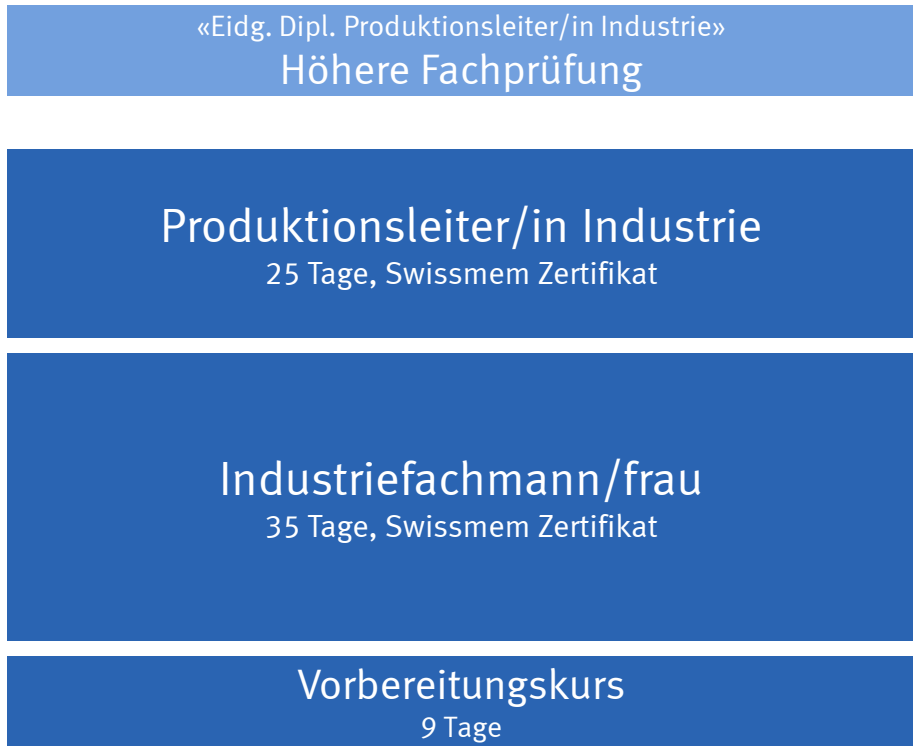 «Eidg. Dipl. Produktionsleiter/in Industrie»
Höhere Fachprüfung
Produktionsleiter/in Industrie
25 Tage, Swissmem Zertifikat
Industriefachmann/frau
35 Tage, Swissmem Zertifikat
Vorbereitungskurs
9 Tage